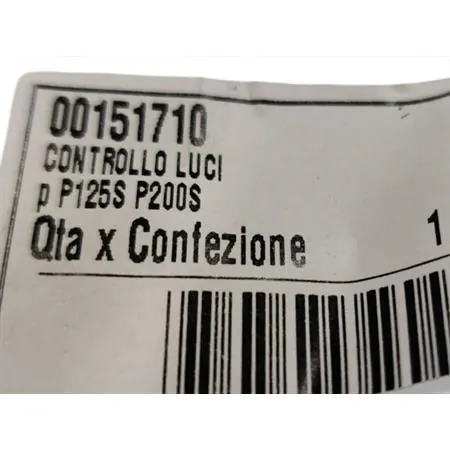 00151710
CONTROLLO LUCI
p P125S P200S
Qta x Confezione 1